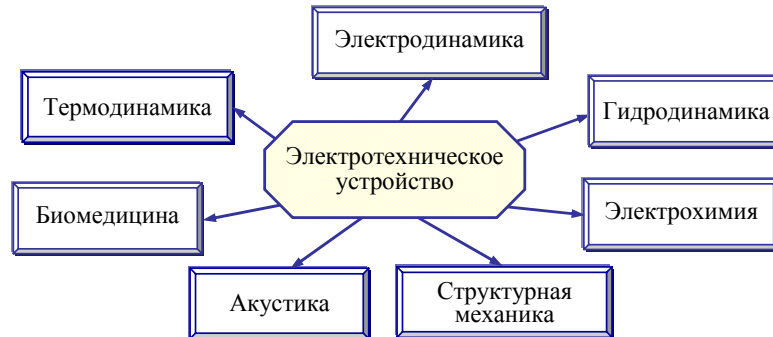 Электродинамика
Термодинамика
Гидродинамика
Электротехническое
устройство
Биомедицина
Электрохимия
Акустика
Структурная
механика